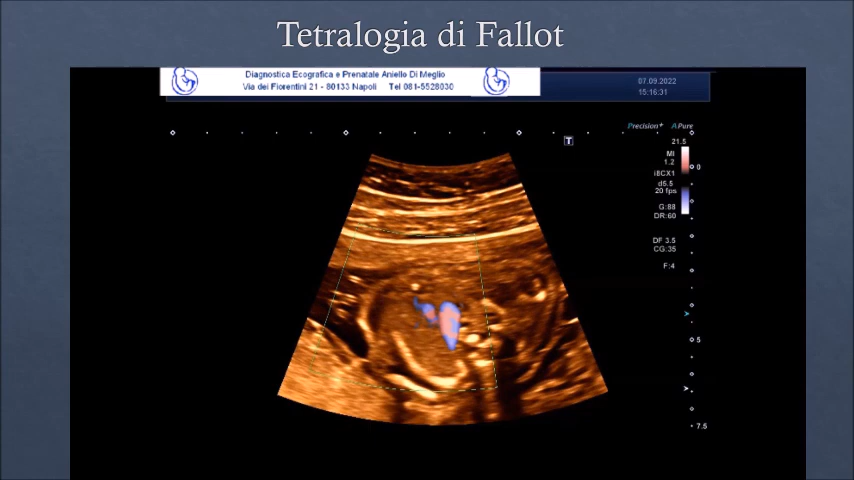 Tetralogia di Fallot
Diagnostica Ecografica e Prenatale Aniello Di Meglio
Via dei Fiorentini 21 - 80133 Napoli Tel 081-5528030
07.09.2022
15:16:31
Precision+ APure
T
21.5
MI
1.2
i8CX1
d5.5
20 fps
G:88
DR:60
DF 3.5
CG:35
F:4
0
5
7.5